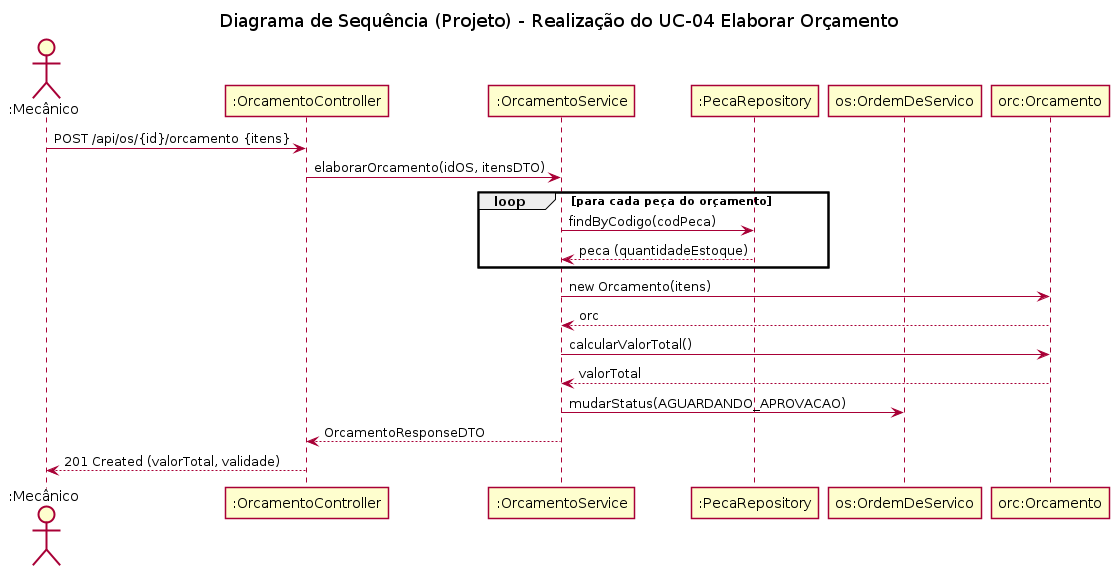 Diagrama de Sequência (Projeto) - Realização do UC-04 Elaborar Orçamento
:Mecânico
:OrcamentoController
:OrcamentoService
:PecaRepository
os:OrdemDeServico
orc:Orcamento
POST /api/os/{id}/orcamento {itens}
elaborarOrcamento(idOS, itensDTO)
loop [para cada peça do orçamento]
findByCodigo(codPeca)
peca (quantidadeEstoque)
new Orcamento(itens)
orc
calcularValorTotal()
valorTotal
mudarStatus(AGUARDANDO_APROVACAO)
OrcamentoResponseDTO
201 Created (valorTotal, validade)
:Mecânico
:OrcamentoController
:OrcamentoService
:PecaRepository
os:OrdemDeServico
orc:Orcamento